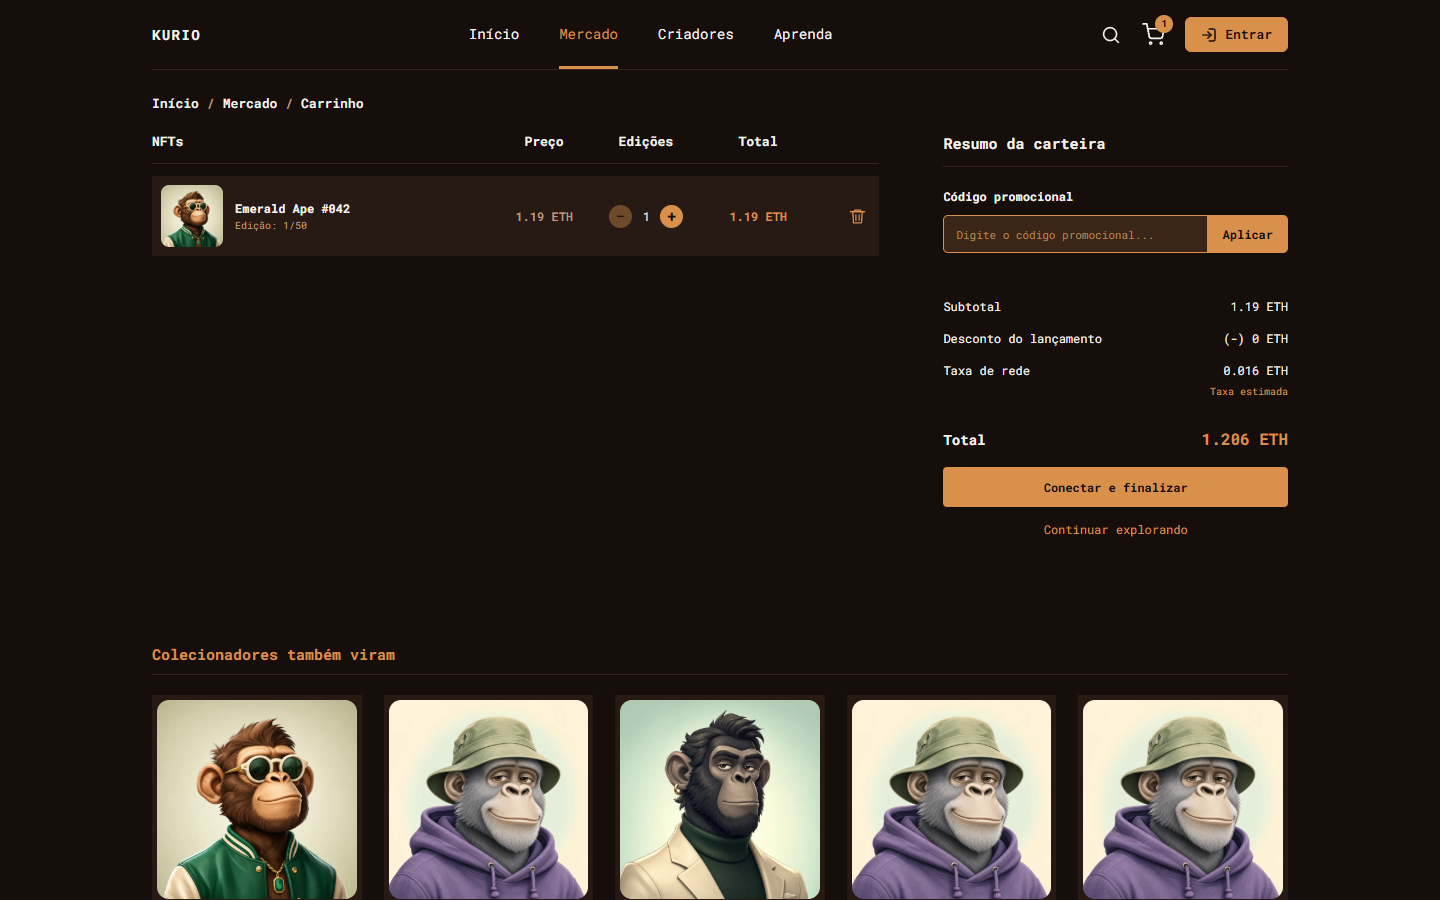 KURIO
Início
Mercado
Criadores
Aprenda
1
Entrar
Início / Mercado / Carrinho
NFTs
Preço
Edições
Total
Emerald Ape #042
Edição: 1/50
1.19 ETH
− 1 +
1.19 ETH
Resumo da carteira
Código promocional
Digite o código promocional...
Aplicar
Subtotal 1.19 ETH
Desconto do lançamento (-) 0 ETH
Taxa de rede 0.016 ETH
Taxa estimada
Total 1.206 ETH
Conectar e finalizar
Continuar explorando
Colecionadores também viram